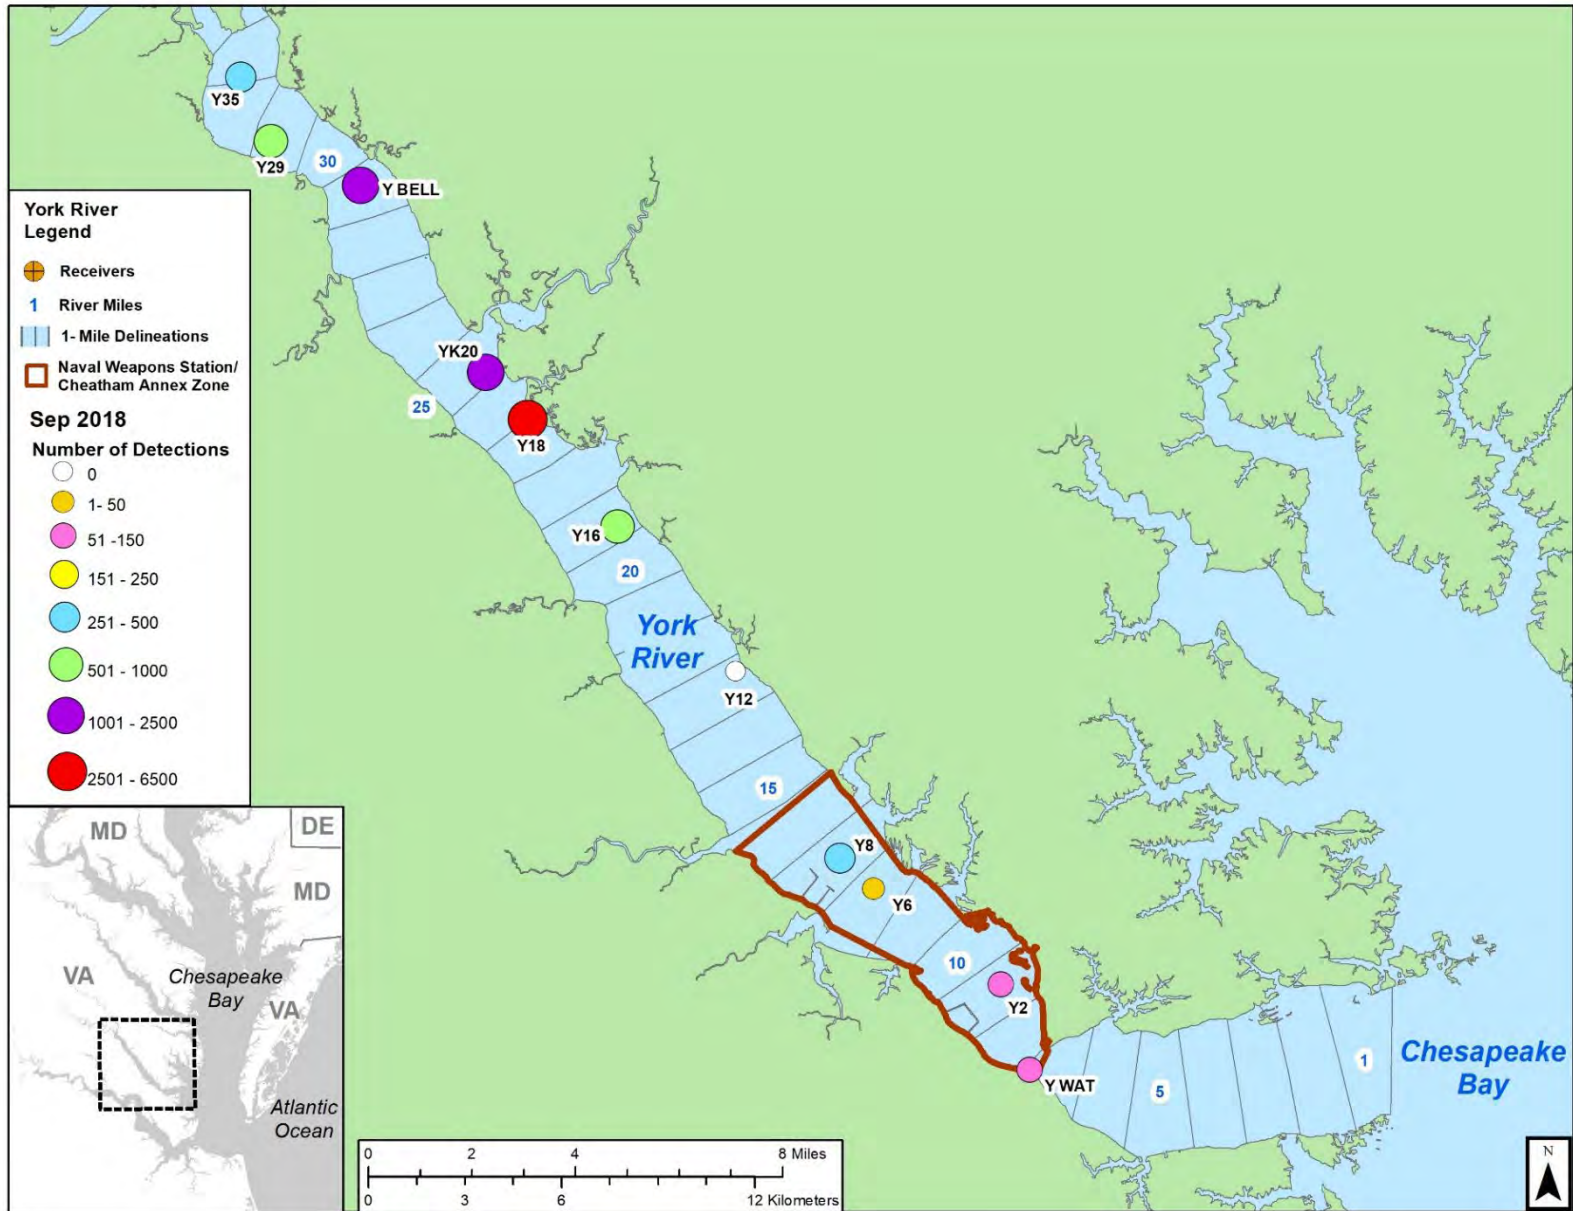 Y35
Y29
30
Y BELL
York River
Legend
Receivers
1 River Miles
1- Mile Delineations
Naval Weapons Station/
Cheatham Annex Zone
Sep 2018
Number of Detections
0
1- 50
51 -150
151 - 250
251 - 500
501 - 1000
1001 - 2500
2501 - 6500
YK20
25
Y18
Y16
20
York
River
Y12
15
Y8
Y6
10
Y2
Y WAT
5
1
Chesapeake
Bay
MD
DE
MD
VA
Chesapeake
Bay
VA
Atlantic
Ocean
0 2 4 8 Miles
0 3 6 12 Kilometers
N